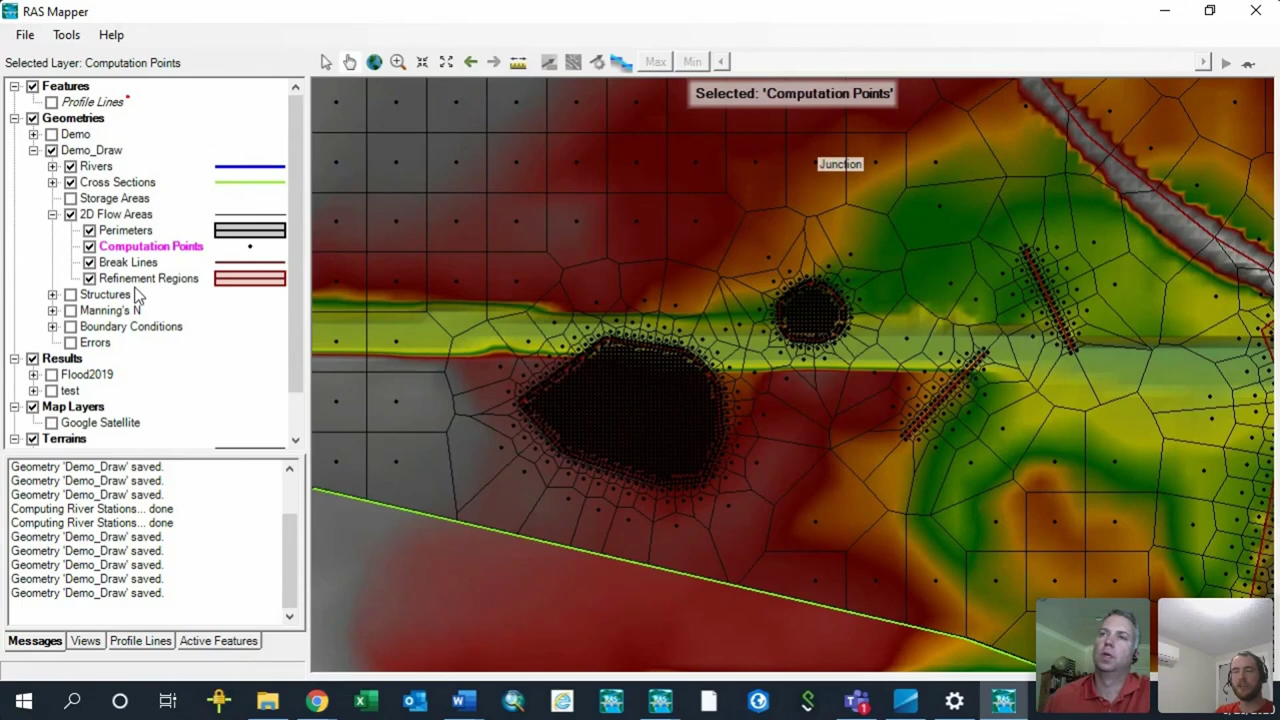 RAS Mapper
File Tools Help
Selected Layer: Computation Points
Max Min
Features
Profile Lines
Geometries
Demo
Demo_Draw
Rivers
Cross Sections
Storage Areas
2D Flow Areas
Perimeters
Computation Points
Break Lines
Refinement Regions
Structures
Manning's N
Boundary Conditions
Errors
Results
Flood2019
test
Map Layers
Google Satellite
Terrains
Selected: 'Computation Points'
Junction
Geometry 'Demo_Draw' saved.
Geometry 'Demo_Draw' saved.
Geometry 'Demo_Draw' saved.
Computing River Stations... done
Computing River Stations... done
Geometry 'Demo_Draw' saved.
Geometry 'Demo_Draw' saved.
Geometry 'Demo_Draw' saved.
Geometry 'Demo_Draw' saved.
Geometry 'Demo_Draw' saved.
Messages Views Profile Lines Active Features